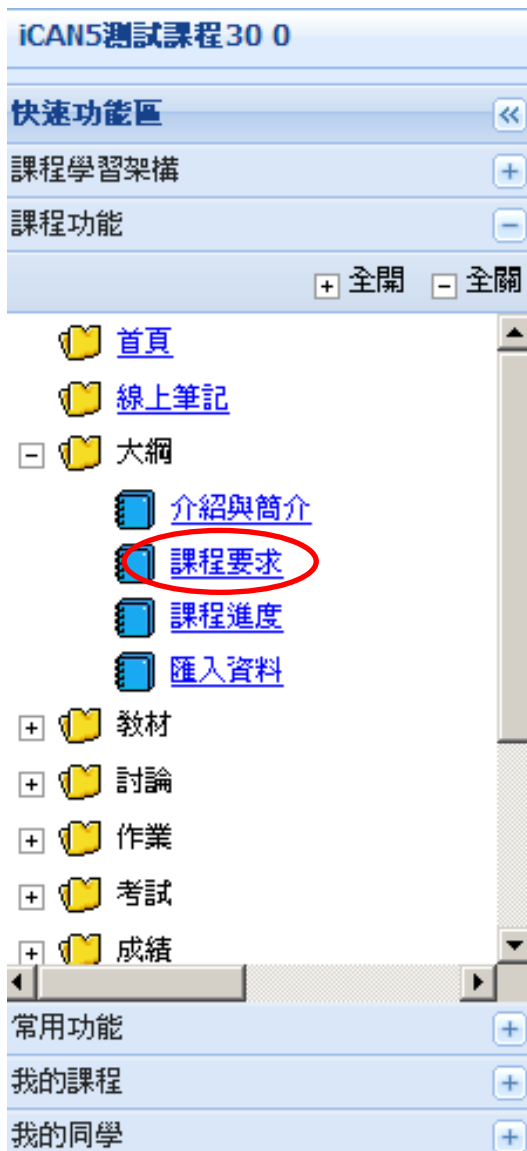 iCAN5測試課程30 0
快速功能區
課程學習架構
課程功能
全開 全關
首頁
線上筆記
大綱
介紹與簡介
課程要求
課程進度
匯入資料
教材
討論
作業
考試
成績
常用功能
我的課程
我的同學